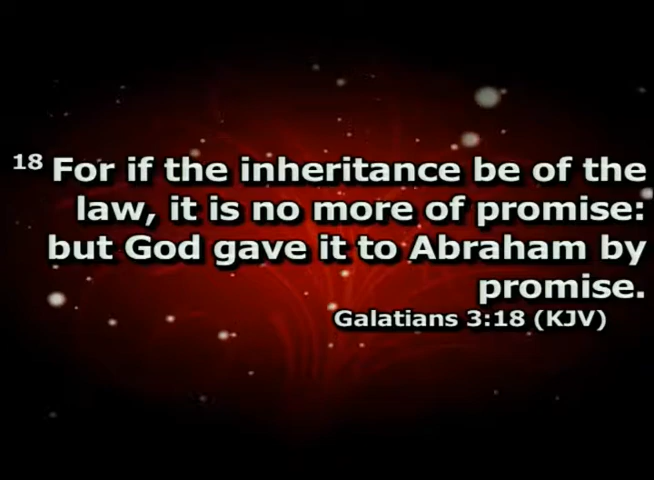 18 For if the inheritance be of the
law, it is no more of promise:
but God gave it to Abraham by
promise.
Galatians 3:18 (KJV)